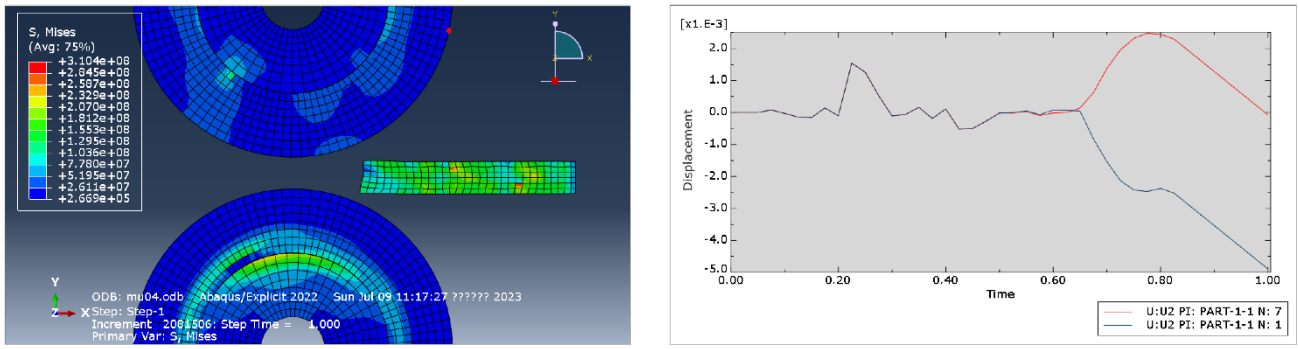 S, Mises
(Avg: 75%)
+3.104e+08
+2.845e+08
+2.587e+08
+2.329e+08
+2.070e+08
+1.812e+08
+1.553e+08
+1.295e+08
+1.036e+08
+7.780e+07
+5.195e+07
+2.611e+07
+2.669e+05
Y
X
Z
Y
Z
X
ODB: mu04.odb Abaqus/Explicit 2022 Sun Jul 09 11:17:27 ?????? 2023
Step: Step-1
Increment 2081506: Step Time = 1.000
Primary Var: S, Mises
[x1.E-3]
2.0
1.0
0.0
-1.0
-2.0
-3.0
-4.0
-5.0
Displacement
0.00 0.20 0.40 0.60 0.80 1.00
Time
U:U2 PI: PART-1-1 N: 7
U:U2 PI: PART-1-1 N: 1